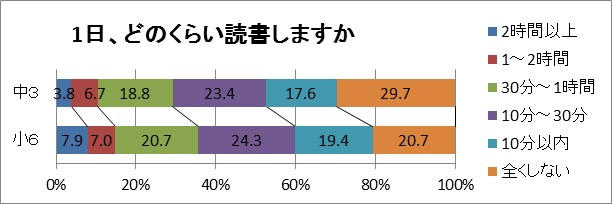 1日、どのくらい読書しますか
中3 3.8 6.7 18.8 23.4 17.6 29.7
小6 7.9 7.0 20.7 24.3 19.4 20.7
0% 20% 40% 60% 80% 100%
2時間以上
1～2時間
30分～1時間
10分～30分
10分以内
全くしない